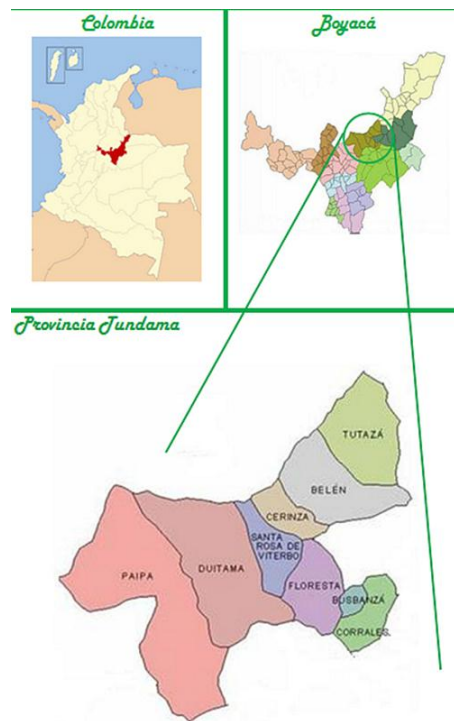 Colombia
Boyacá
Provincia Tundama
TUTAZÁ
BELÉN
CERINZA
SANTA
ROSA DE
VITERBO
PAIPA
DUITAMA
FLORESTA
BUSBANZÁ
CORRALES.